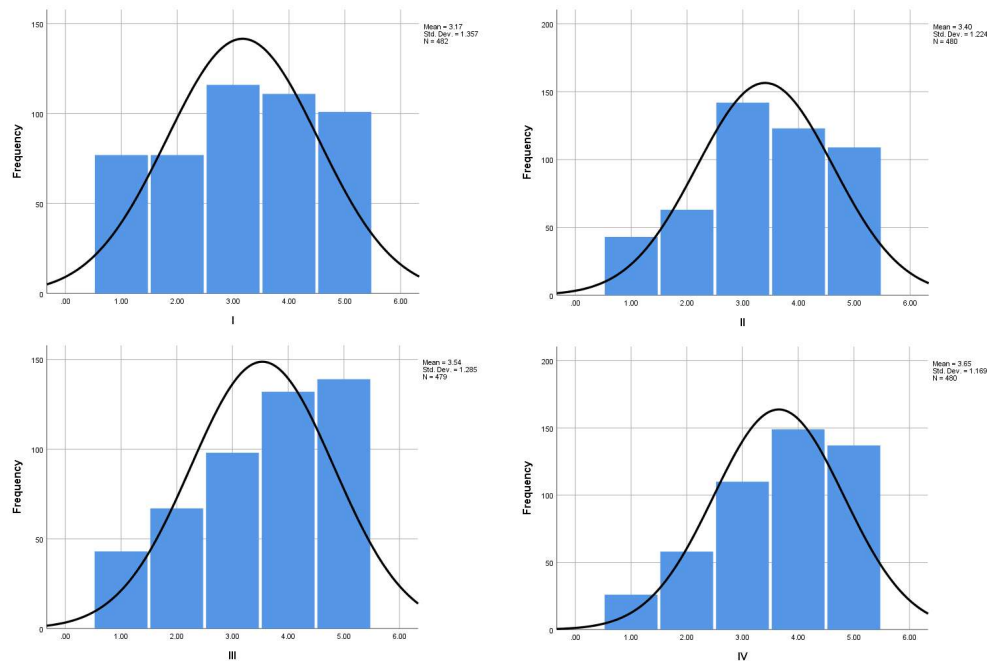 150
100
50
0
Frequency
.00 1.00 2.00 3.00 4.00 5.00 6.00
I
Mean = 3.17
Std. Dev. = 1.357
N = 482
200
150
100
50
0
Frequency
.00 1.00 2.00 3.00 4.00 5.00 6.00
II
Mean = 3.40
Std. Dev. = 1.224
N = 480
150
100
50
0
Frequency
.00 1.00 2.00 3.00 4.00 5.00 6.00
III
Mean = 3.54
Std. Dev. = 1.285
N = 479
200
150
100
50
0
Frequency
.00 1.00 2.00 3.00 4.00 5.00 6.00
IV
Mean = 3.65
Std. Dev. = 1.169
N = 480